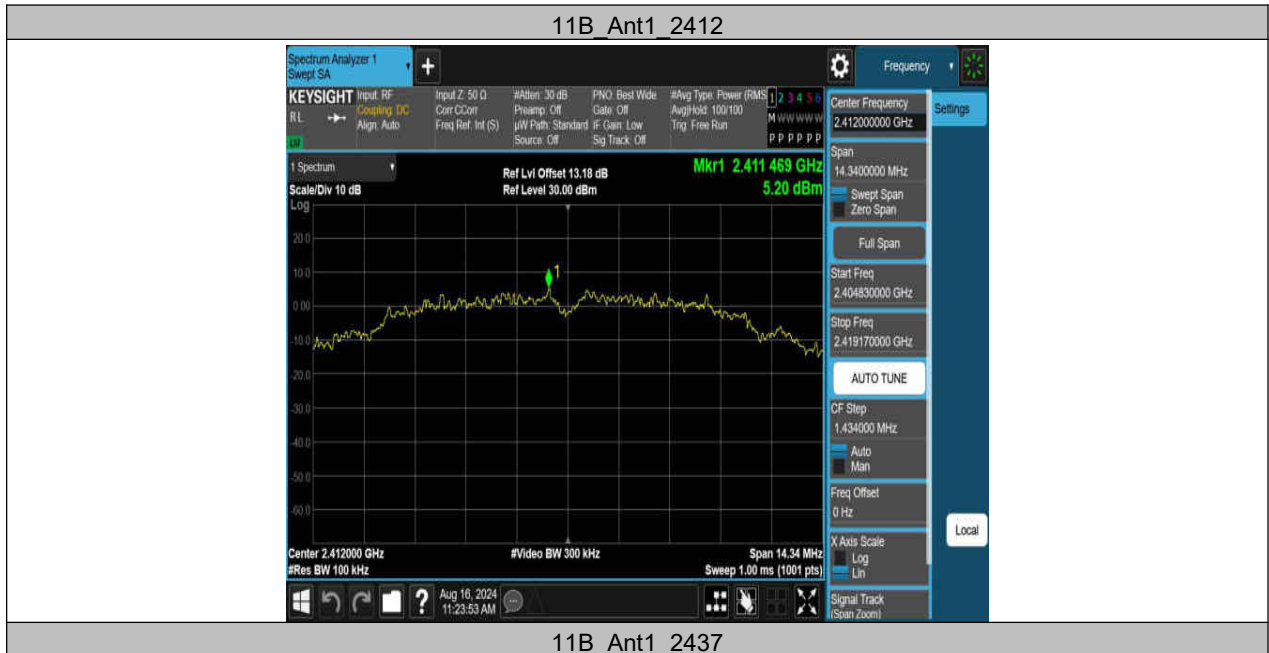 11B_Ant1_2412
Spectrum Analyzer 1
Swept SA
+
Frequency
KEYSIGHT
RL
Input: RF
Coupling: DC
Align: Auto
Input Z: 50 Ω
Corr CCorr
Freq Ref: Int (S)
#Atten: 30 dB
Preamp: Off
µW Path: Standard
Source: Off
PNO: Best Wide
Gate: Off
IF Gain: Low
Sig Track: Off
#Avg Type: Power (RMS
Avg|Hold: 100/100
Trig: Free Run
1 2 3 4 5 6
M W W W W W
P P P P P P
1 Spectrum
Scale/Div 10 dB
Ref Lvl Offset 13.18 dB
Ref Level 30.00 dBm
Mkr1 2.411 469 GHz
5.20 dBm
Log
20.0
10.0
0.00
-10.0
-20.0
-30.0
-40.0
-50.0
-60.0
1
Center 2.412000 GHz
#Res BW 100 kHz
#Video BW 300 kHz
Span 14.34 MHz
Sweep 1.00 ms (1001 pts)
Center Frequency
2.412000000 GHz
Settings
Span
14.3400000 MHz
Swept Span
Zero Span
Full Span
Start Freq
2.404830000 GHz
Stop Freq
2.419170000 GHz
AUTO TUNE
CF Step
1.434000 MHz
Auto
Man
Freq Offset
0 Hz
X Axis Scale
Log
Lin
Local
Signal Track
(Span Zoom)
?
Aug 16, 2024
11:23:53 AM
11B_Ant1_2437